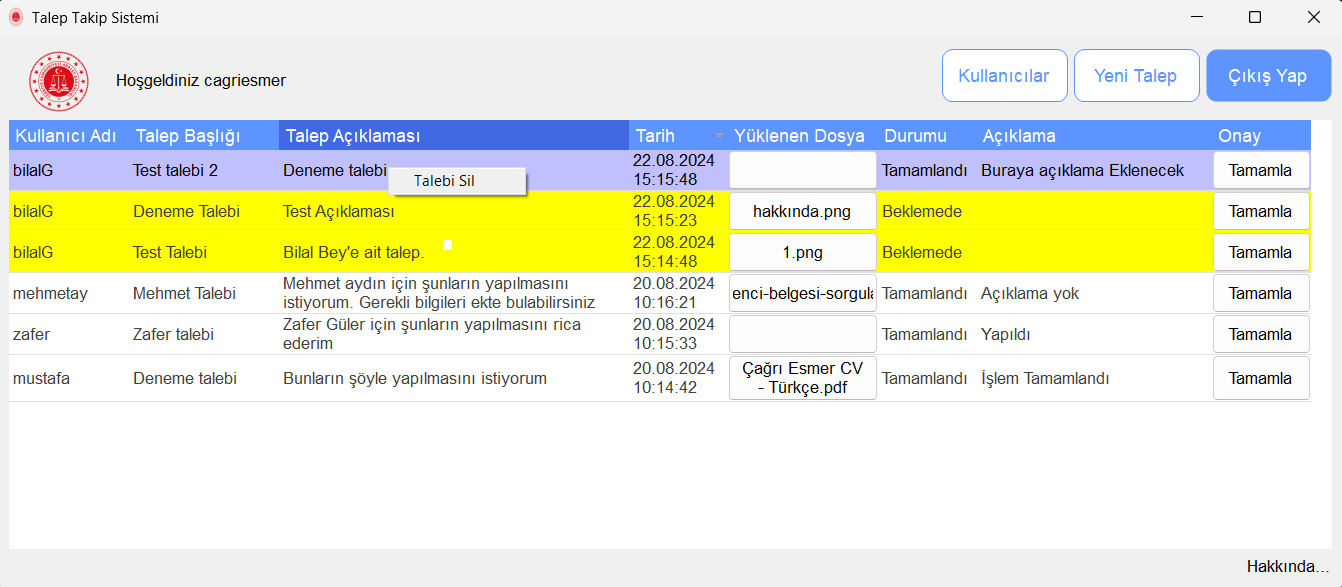 Talep Takip Sistemi
Hoşgeldiniz cagriesmer
Kullanıcılar
Yeni Talep
Çıkış Yap
Kullanıcı Adı Talep Başlığı Talep Açıklaması Tarih Yüklenen Dosya Durumu Açıklama Onay
bilalG Test talebi 2 Deneme talebi 22.08.2024 Tamamlandı Buraya açıklama Eklenecek Tamamla
15:15:48
Talebi Sil
bilalG Deneme Talebi Test Açıklaması 22.08.2024 hakkında.png Beklemede Tamamla
15:15:23
bilalG Test Talebi Bilal Bey'e ait talep. 22.08.2024 1.png Beklemede Tamamla
15:14:48
mehmetay Mehmet Talebi Mehmet aydın için şunların yapılmasını 20.08.2024 enci-belgesi-sorgula Tamamlandı Açıklama yok Tamamla
istiyorum. Gerekli bilgileri ekte bulabilirsiniz 10:16:21
zafer Zafer talebi Zafer Güler için şunların yapılmasını rica 20.08.2024 Tamamlandı Yapıldı Tamamla
ederim 10:15:33
mustafa Deneme talebi Bunların şöyle yapılmasını istiyorum 20.08.2024 Çağrı Esmer CV Tamamlandı İşlem Tamamlandı Tamamla
10:14:42 - Türkçe.pdf
Hakkında...